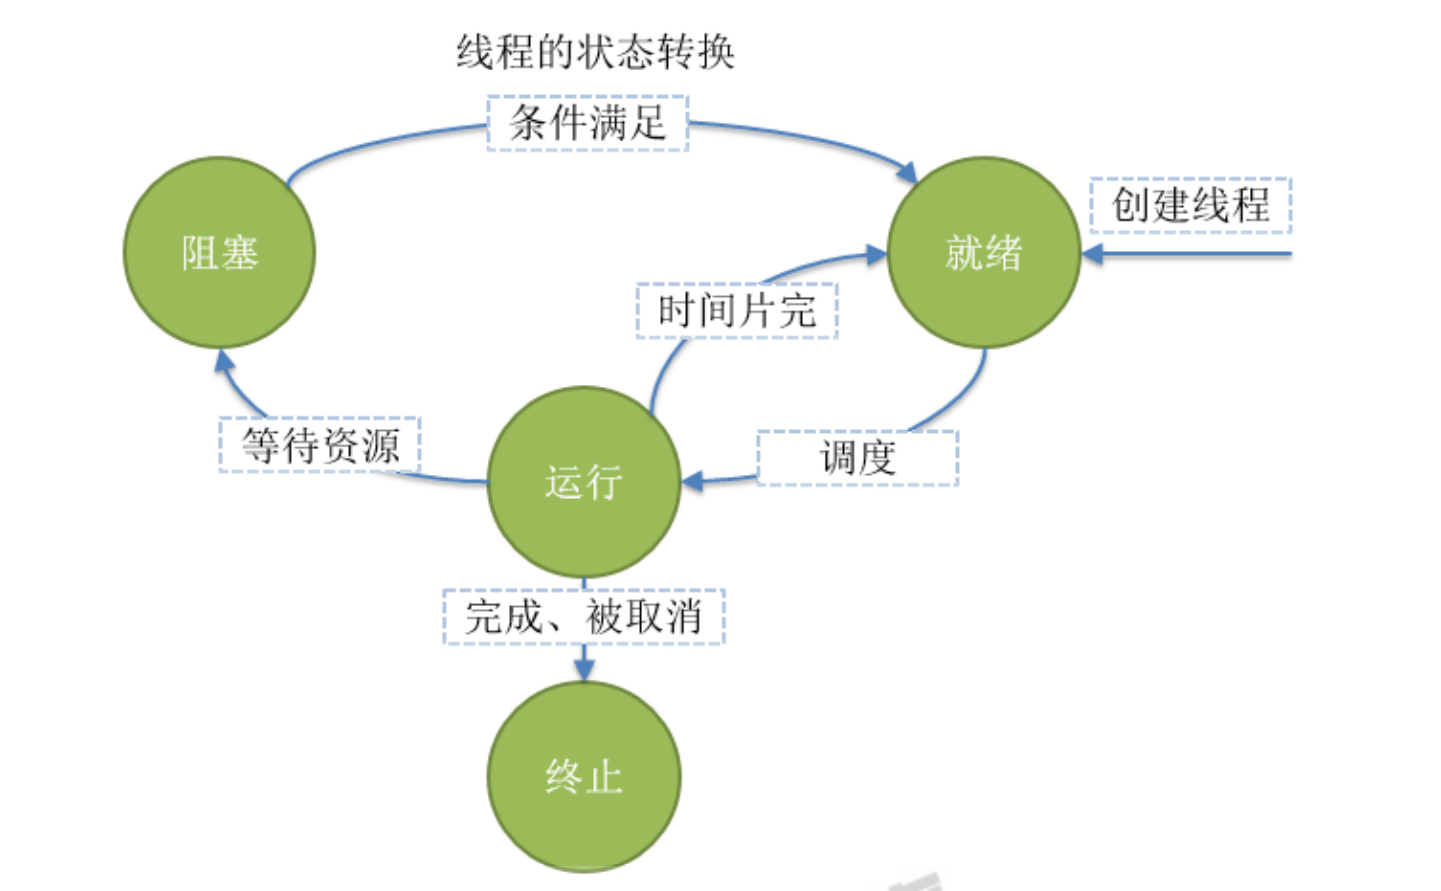 线程的状态转换
条件满足
创建线程
阻塞
就绪
时间片完
等待资源
调度
运行
完成、被取消
终止